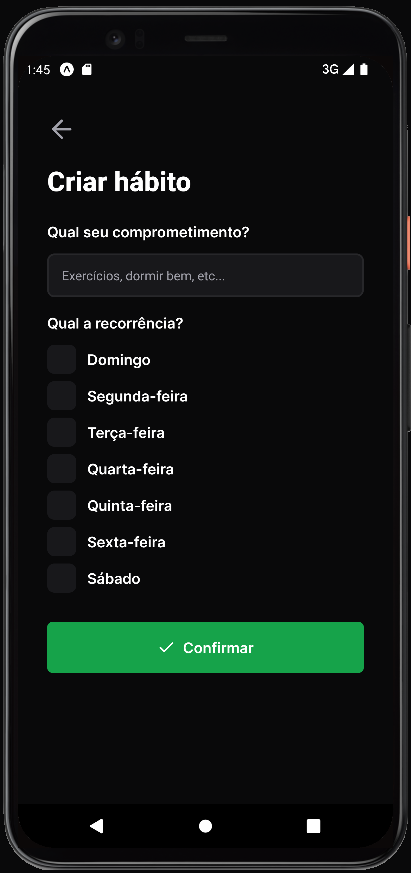 1:45
3G
Criar hábito
Qual seu comprometimento?
Exercícios, dormir bem, etc...
Qual a recorrência?
Domingo
Segunda-feira
Terça-feira
Quarta-feira
Quinta-feira
Sexta-feira
Sábado
Confirmar